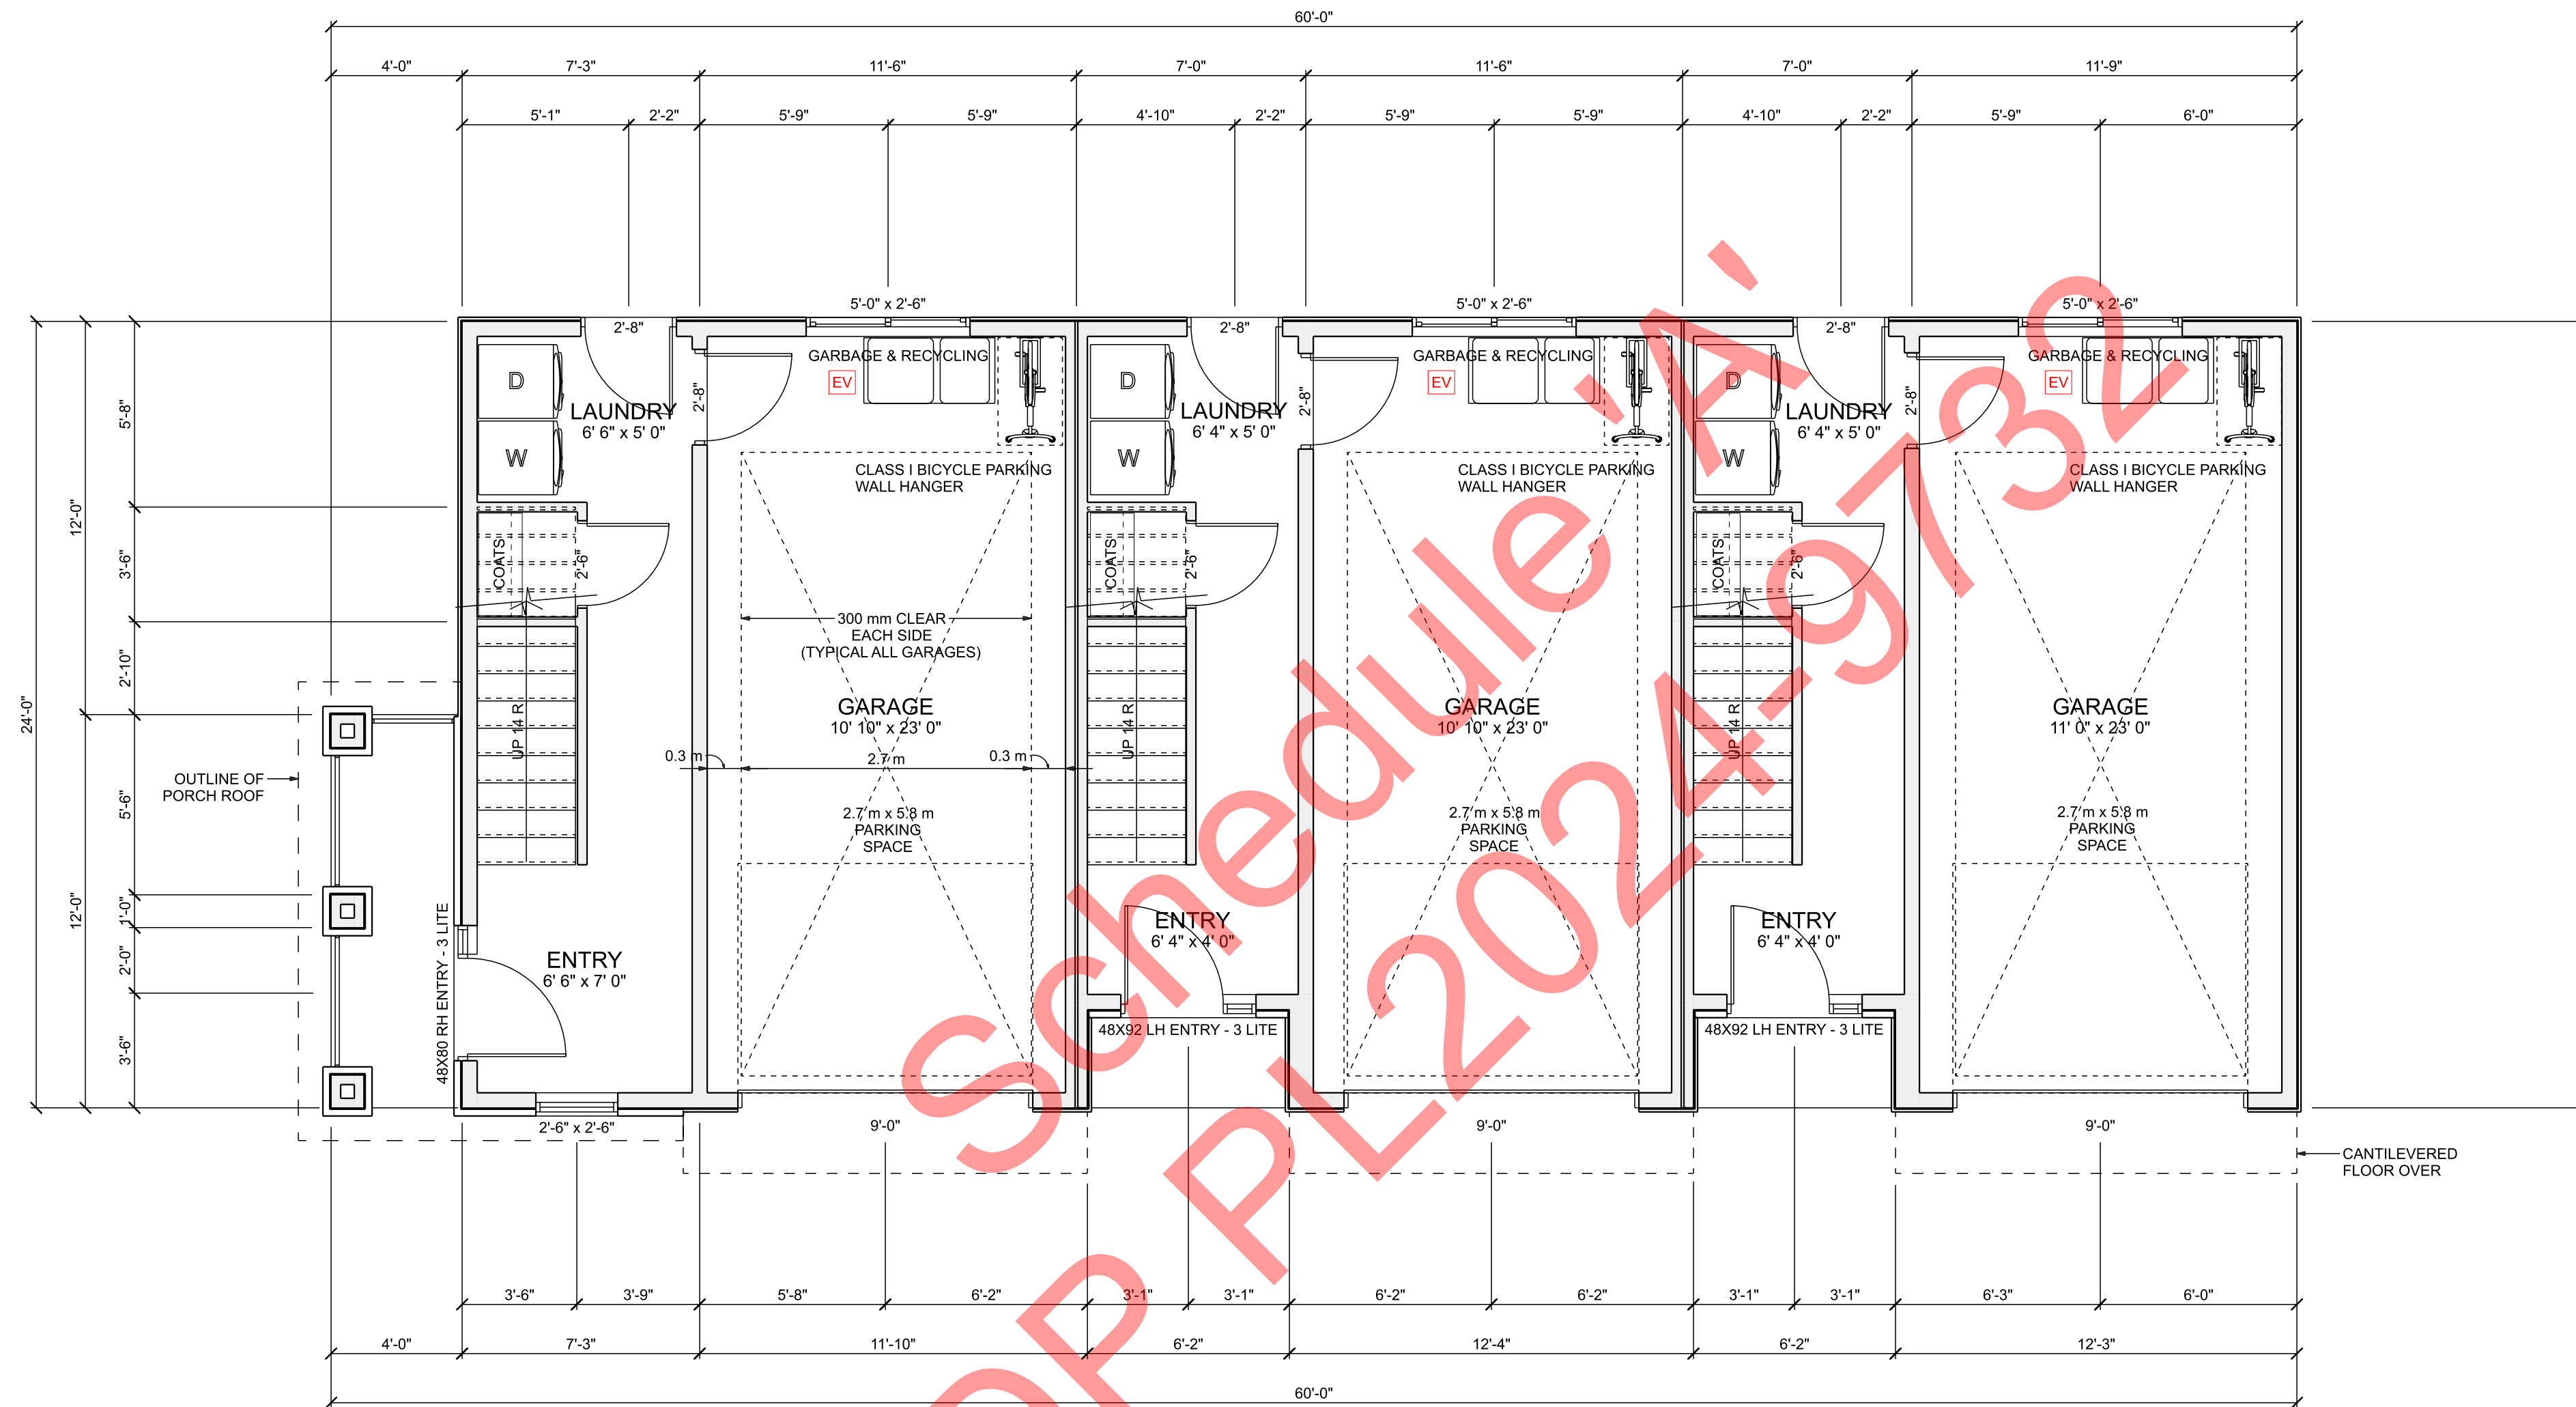 60'-0"
4'-0" 7'-3" 11'-6" 7'-0" 11'-6" 7'-0" 11'-9"
5'-1" 2'-2" 5'-9" 5'-9" 4'-10" 2'-2" 5'-9" 5'-9" 4'-10" 2'-2" 5'-9" 6'-0"
5'-0" x 2'-6" 5'-0" x 2'-6" 5'-0" x 2'-6"
2'-8" 2'-8" 2'-8"
GARBAGE & RECYCLING GARBAGE & RECYCLING GARBAGE & RECYCLING
D EV D EV D EV
2'-8" 2'-8" 2'-8"
LAUNDRY LAUNDRY LAUNDRY
6' 6" x 5' 0" 6' 4" x 5' 0" 6' 4" x 5' 0"
W W W
CLASS I BICYCLE PARKING CLASS I BICYCLE PARKING CLASS I BICYCLE PARKING
WALL HANGER WALL HANGER WALL HANGER
COATS 2'-6" COATS 2'-6" COATS 2'-6"
300 mm CLEAR
EACH SIDE
(TYPICAL ALL GARAGES)
GARAGE GARAGE GARAGE
10' 10" x 23' 0" 10' 10" x 23' 0" 11' 0" x 23' 0"
UP 14 R UP 14 R UP 14 R
0.3 m 2.7 m 0.3 m
2.7 m x 5.8 m 2.7 m x 5.8 m 2.7 m x 5.8 m
PARKING PARKING PARKING
SPACE SPACE SPACE
24'-0"
12'-0"
12'-0"
5'-8"
3'-6"
2'-10"
5'-6"
1'-0"
2'-0"
3'-6"
OUTLINE OF
PORCH ROOF
48X80 RH ENTRY - 3 LITE
ENTRY ENTRY ENTRY
6' 6" x 7' 0" 6' 4" x 4' 0" 6' 4" x 4' 0"
48X92 LH ENTRY - 3 LITE 48X92 LH ENTRY - 3 LITE
2'-6" x 2'-6" 9'-0" 9'-0" 9'-0"
CANTILEVERED
FLOOR OVER
3'-6" 3'-9" 5'-8" 6'-2" 3'-1" 3'-1" 6'-2" 6'-2" 3'-1" 3'-1" 6'-3" 6'-0"
4'-0" 7'-3" 11'-10" 6'-2" 12'-4" 6'-2" 12'-3"
60'-0"
Schedule 'A'
PL2024-9732